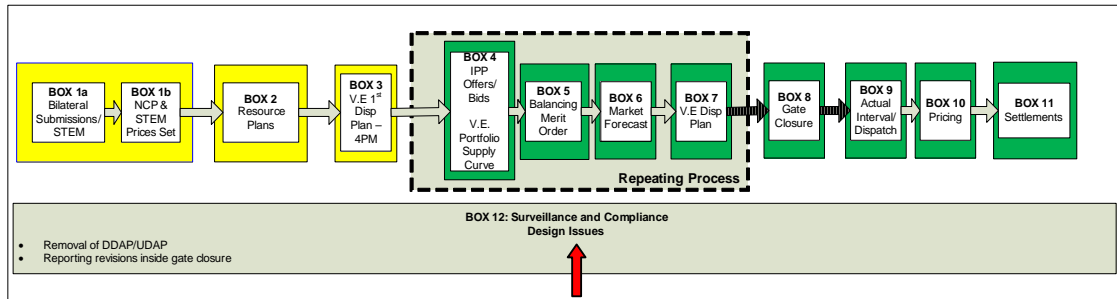 BOX 1a
Bilateral
Submissions/
STEM
BOX 1b
NCP &
STEM
Prices Set
BOX 2
Resource
Plans
BOX 3
V.E 1st
Disp
Plan –
4PM
BOX 4
IPP
Offers/
Bids
V.E.
Portfolio
Supply
Curve
BOX 5
Balancing
Merit
Order
BOX 6
Market
Forecast
BOX 7
V.E Disp
Plan
Repeating Process
BOX 8
Gate
Closure
BOX 9
Actual
Interval/
Dispatch
BOX 10
Pricing
BOX 11
Settlements
BOX 12: Surveillance and Compliance
Design Issues
• Removal of DDAP/UDAP
• Reporting revisions inside gate closure